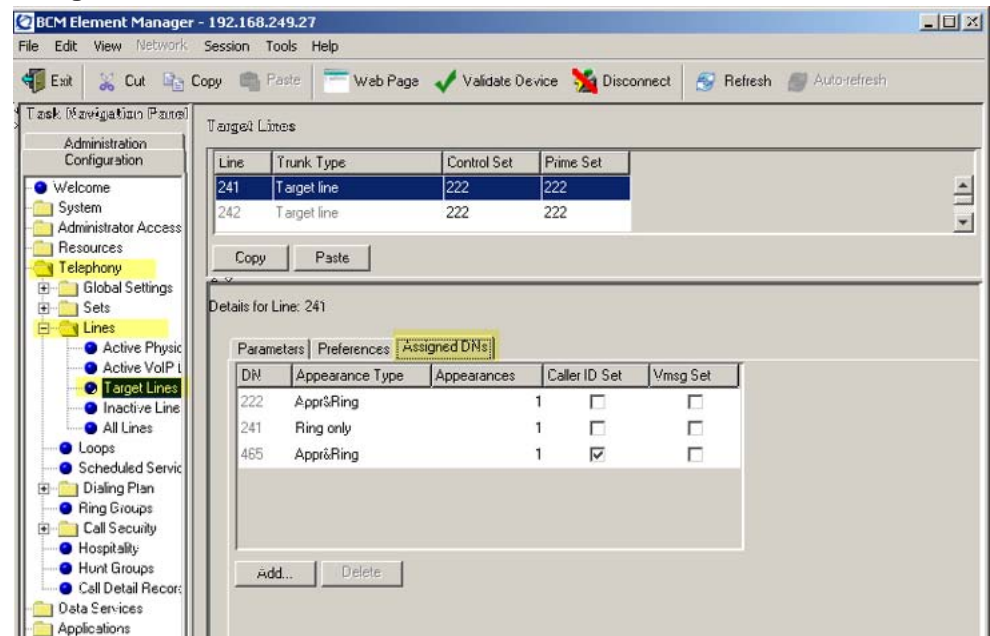 BCM Element Manager - 192.168.249.27
File Edit View Network Session Tools Help
Exit Cut Copy Paste Web Page Validate Device Disconnect Refresh Auto-refresh
Task Navigation Panel
Administration
Configuration
Welcome
System
Administrator Access
Resources
Telephony
Global Settings
Sets
Lines
Active Physic
Active VoIP L
Target Lines
Inactive Line
All Lines
Loops
Scheduled Servic
Dialing Plan
Ring Groups
Call Security
Hospitality
Hunt Groups
Call Detail Recor
Data Services
Applications
Target Lines
Line Trunk Type Control Set Prime Set
241 Target line 222 222
242 Target line 222 222
Copy Paste
Details for Line: 241
Parameters Preferences Assigned DNs
DN Appearance Type Appearances Caller ID Set Vmsg Set
222 Appr&Ring 1
241 Ring only 1
465 Appr&Ring 1
Add... Delete